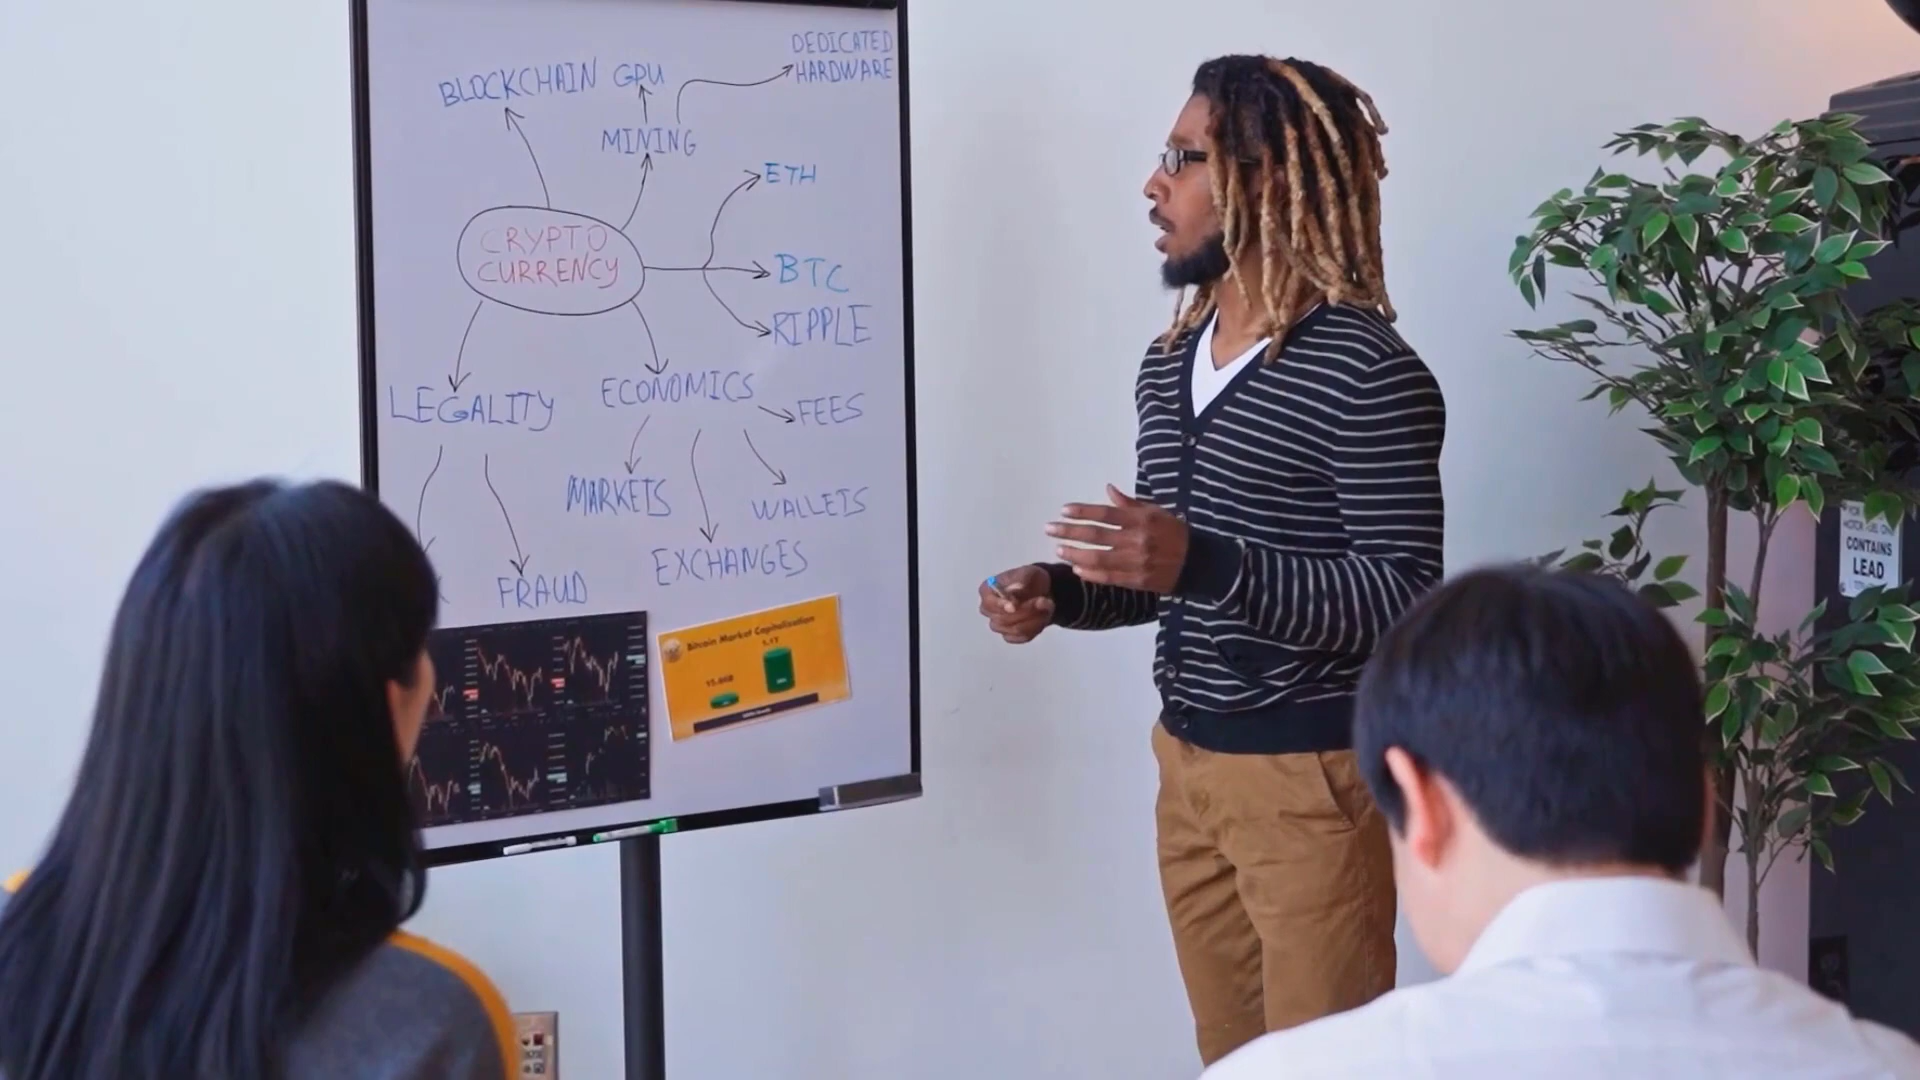 DEDICATED
HARDWARE
BLOCKCHAIN GPU
MINING
ETH
CRYPTO
CURRENCY
BTC
RIPPLE
LEGALITY
ECONOMICS
FEES
MARKETS
WALLETS
EXCHANGES
FRAUD
Bitcoin Market Capitalisation
CONTAINS
LEAD